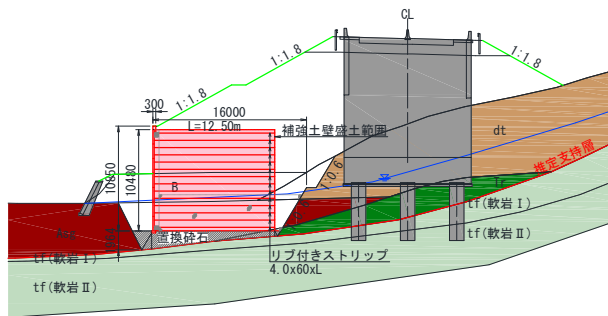 CL
1:1.8
1:1.8
1:1.8
300
16000
L=12.50m
補強土壁盛土範囲
10950
10480
B
1:0.6
dt
推定支持層
Tr
tf(軟岩Ⅰ)
tf(軟岩Ⅱ)
置換砕石
リブ付きストリップ
4.0x60xL
tf(軟岩Ⅰ)
tf(軟岩Ⅱ)